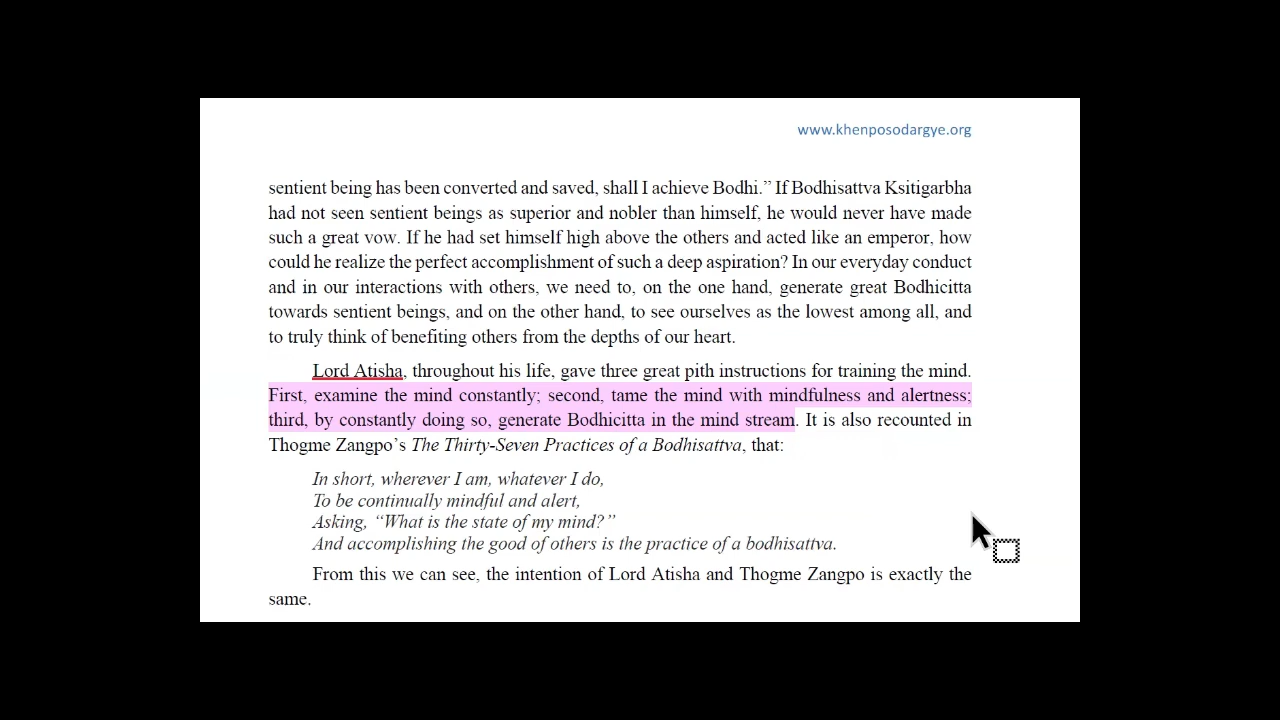 www.khenposodargye.org
sentient being has been converted and saved, shall I achieve Bodhi.” If Bodhisattva Ksitigarbha
had not seen sentient beings as superior and nobler than himself, he would never have made
such a great vow. If he had set himself high above the others and acted like an emperor, how
could he realize the perfect accomplishment of such a deep aspiration? In our everyday conduct
and in our interactions with others, we need to, on the one hand, generate great Bodhicitta
towards sentient beings, and on the other hand, to see ourselves as the lowest among all, and
to truly think of benefiting others from the depths of our heart.
Lord Atisha, throughout his life, gave three great pith instructions for training the mind.
First, examine the mind constantly; second, tame the mind with mindfulness and alertness;
third, by constantly doing so, generate Bodhicitta in the mind stream. It is also recounted in
Thogme Zangpo’s The Thirty-Seven Practices of a Bodhisattva, that:
In short, wherever I am, whatever I do,
To be continually mindful and alert,
Asking, “What is the state of my mind?”
And accomplishing the good of others is the practice of a bodhisattva.
From this we can see, the intention of Lord Atisha and Thogme Zangpo is exactly the
same.